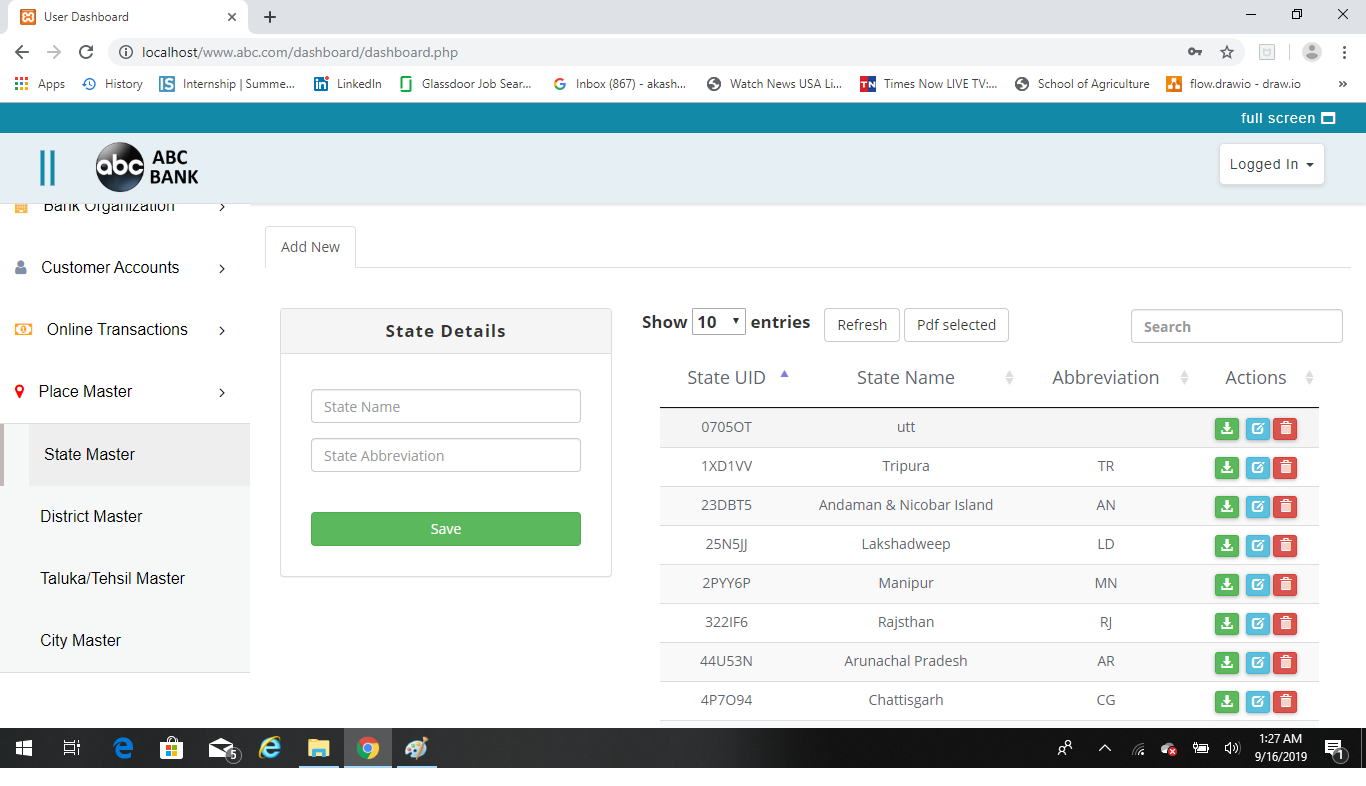 User Dashboard
localhost/www.abc.com/dashboard/dashboard.php
Apps History Internship | Summe... LinkedIn Glassdoor Job Sear... Inbox (867) - akash... Watch News USA Li... Times Now LIVE TV:... School of Agriculture flow.drawio - draw.io »
full screen
abc ABC BANK
Logged In
Bank Organization
Customer Accounts
Online Transactions
Place Master
State Master
District Master
Taluka/Tehsil Master
City Master
Add New
State Details
State Name
State Abbreviation
Save
Show 10 entries Refresh Pdf selected Search
State UID State Name Abbreviation Actions
0705OT utt
1XD1VV Tripura TR
23DBT5 Andaman & Nicobar Island AN
25N5JJ Lakshadweep LD
2PYY6P Manipur MN
322IF6 Rajsthan RJ
44U53N Arunachal Pradesh AR
4P7O94 Chattisgarh CG
5
1:27 AM
9/16/2019
1